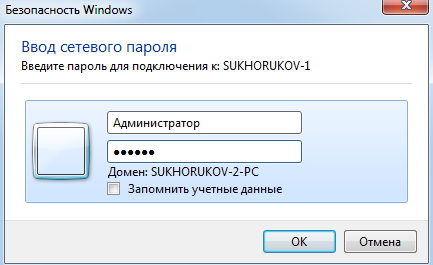 Безопасность Windows
Ввод сетевого пароля
Введите пароль для подключения к: SUKHORUKOV-1
Администратор
●●●●●●
Домен: SUKHORUKOV-2-PC
Запомнить учетные данные
OK
Отмена